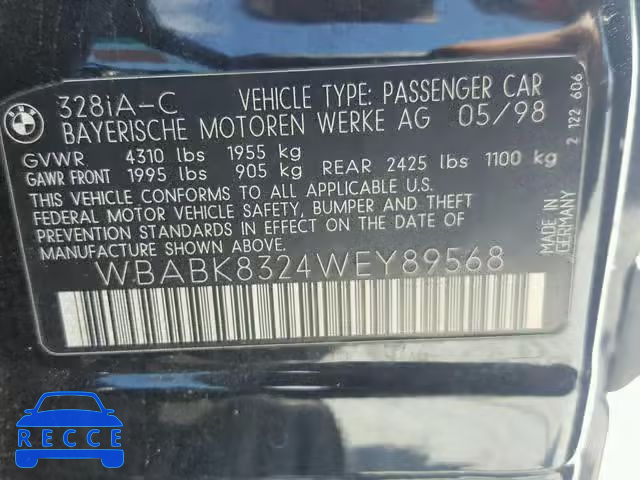 BMW
328iA-C VEHICLE TYPE: PASSENGER CAR
BAYERISCHE MOTOREN WERKE AG 05/98
GVWR 4310 lbs 1955 kg
GAWR FRONT 1995 lbs 905 kg REAR 2425 lbs 1100 kg
THIS VEHICLE CONFORMS TO ALL APPLICABLE U.S.
FEDERAL MOTOR VEHICLE SAFETY, BUMPER AND THEFT
PREVENTION STANDARDS IN EFFECT ON THE DATE OF
MANUFACTURE SHOWN ABOVE.
WBABK8324WEY89568
2 122 606
MADE IN
GERMANY
RECCE